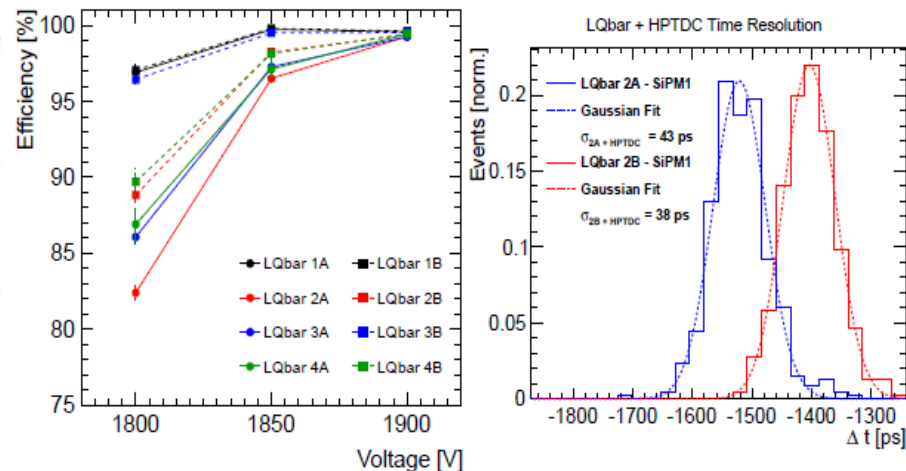 Efficiency [%]
100
95
90
85
80
75
LQbar 1A
LQbar 1B
LQbar 2A
LQbar 2B
LQbar 3A
LQbar 3B
LQbar 4A
LQbar 4B
1800
1850
1900
Voltage [V]
LQbar + HPTDC Time Resolution
Events [norm.]
0.2
0.15
0.1
0.05
0
LQbar 2A - SiPM1
Gaussian Fit
σ2A + HPTDC = 43 ps
LQbar 2B - SiPM1
Gaussian Fit
σ2B + HPTDC = 38 ps
-1800
-1700
-1600
-1500
-1400
-1300
Δ t [ps]